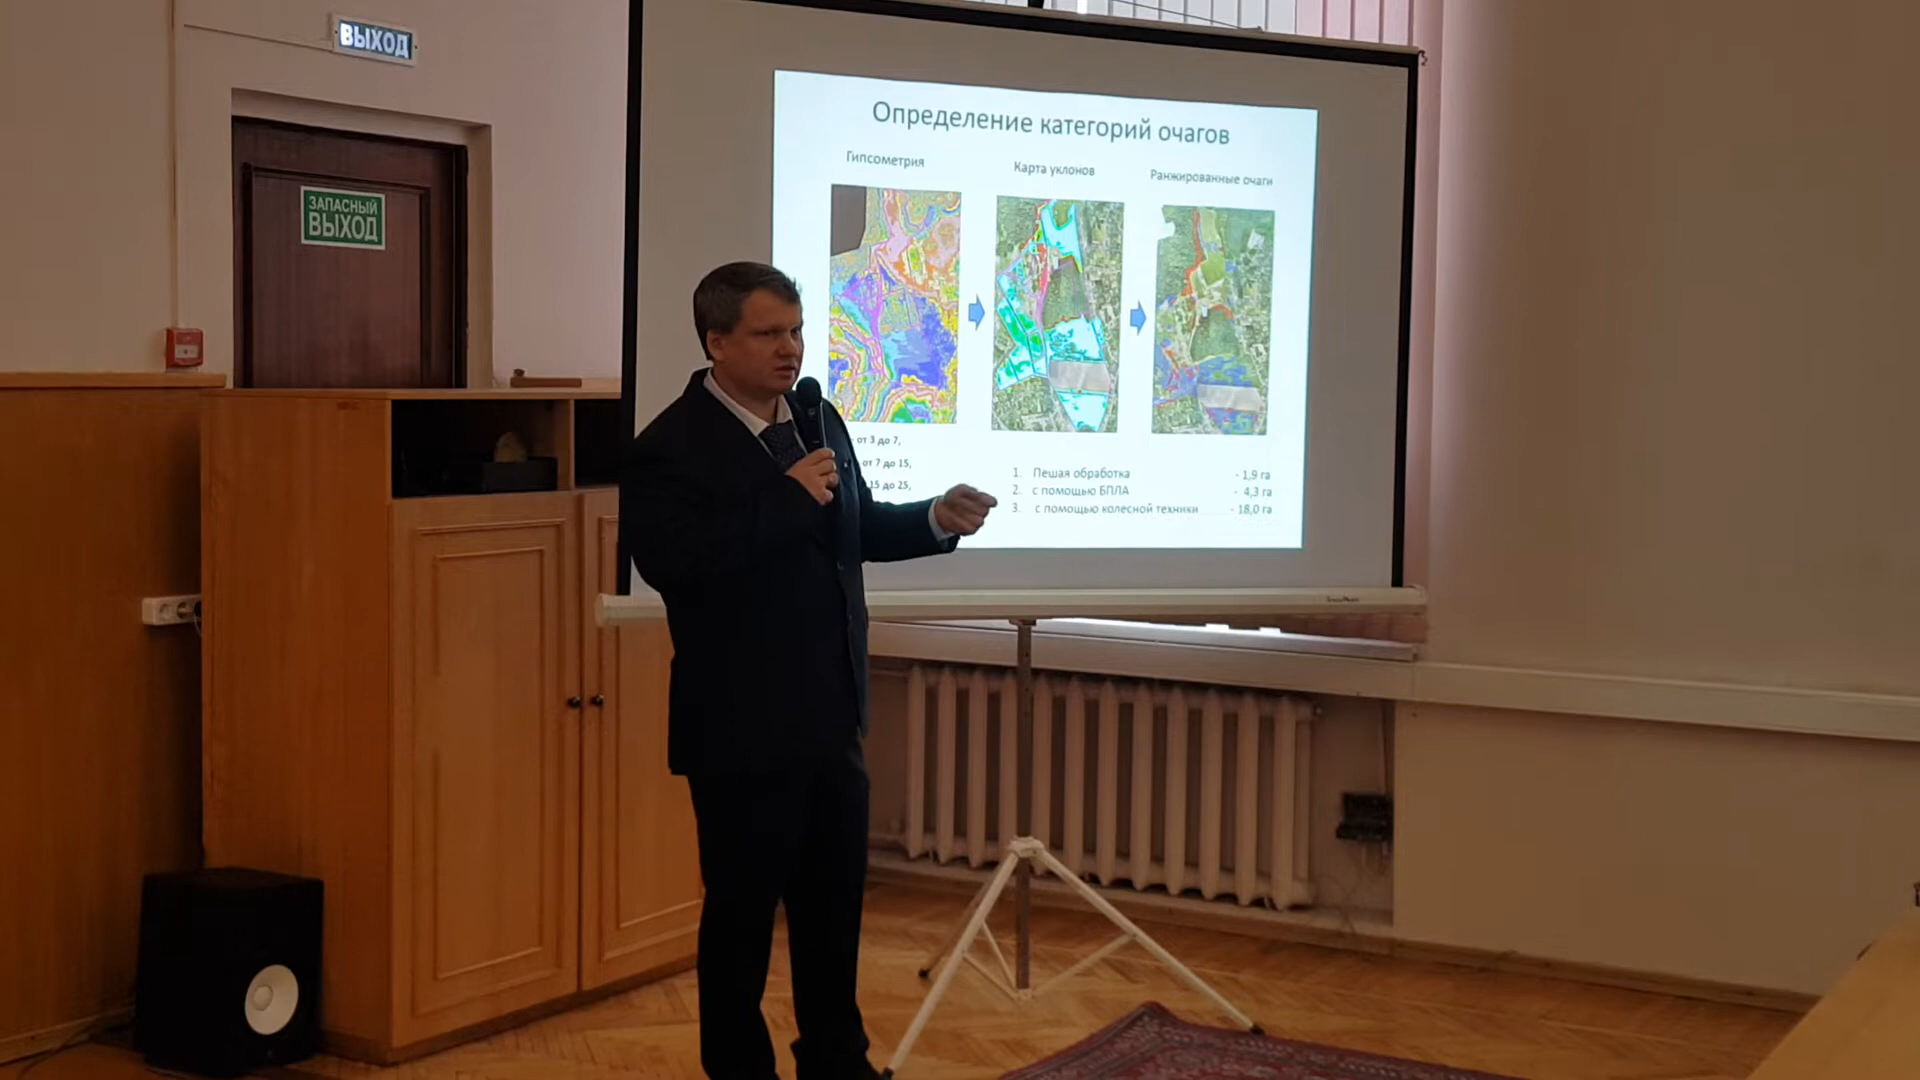 ВЫХОД
ЗАПАСНЫЙ
ВЫХОД
Определение категорий очагов
Гипсометрия
Карта уклонов
Ранжированные очаги
от 3 до 7,
от 7 до 15,
15 до 25,
1. Пешая обработка - 1,9 га
2. с помощью БПЛА - 4,3 га
3. с помощью колесной техники - 18,0 га